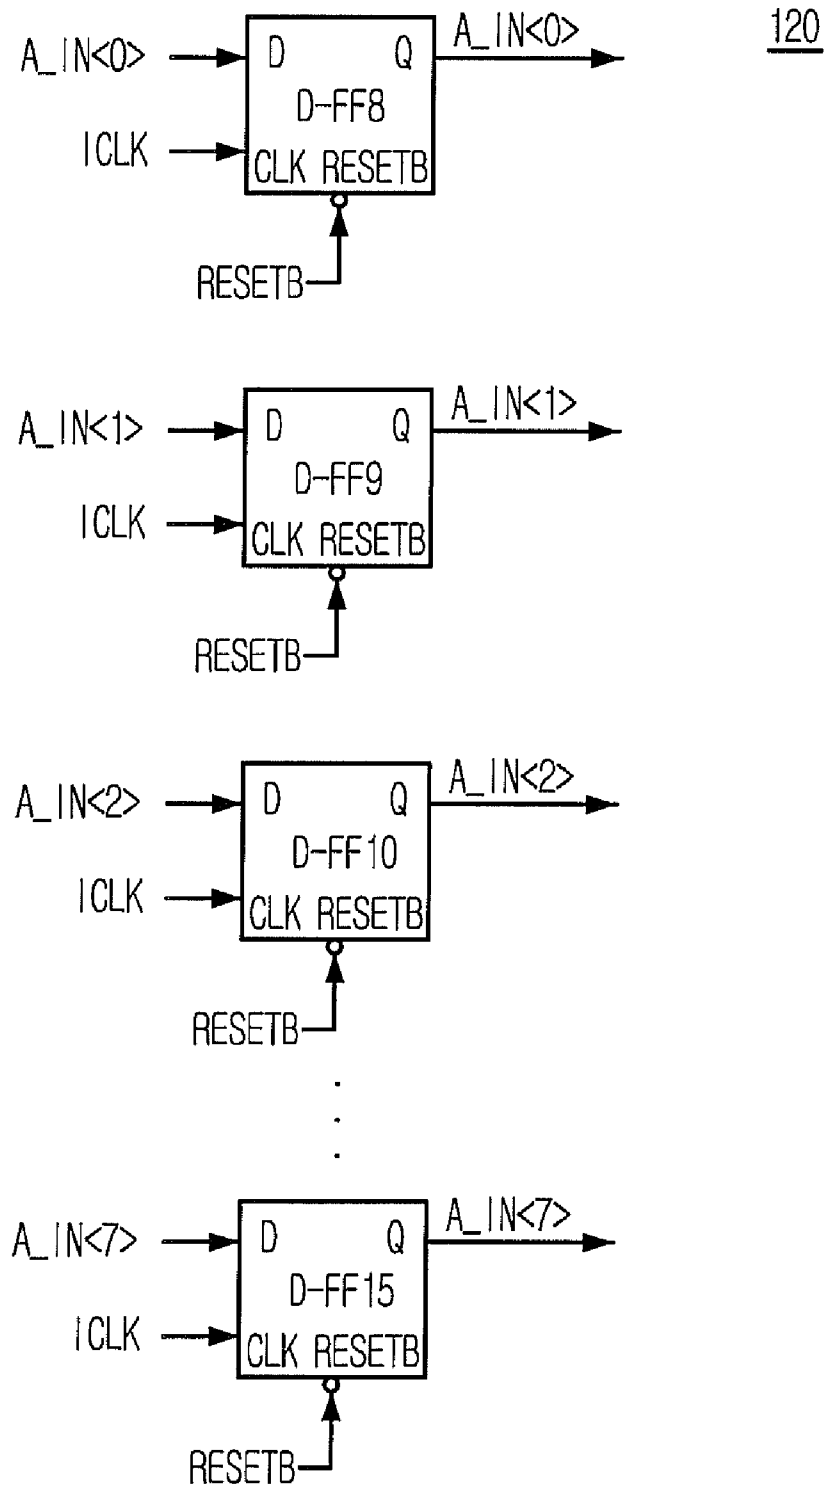 120
A_IN<0>
D Q
A_IN<0>
D-FF8
ICLK
CLK RESETB
RESETB
A_IN<1>
D Q
A_IN<1>
D-FF9
ICLK
CLK RESETB
RESETB
A_IN<2>
D Q
A_IN<2>
D-FF10
ICLK
CLK RESETB
RESETB
A_IN<7>
D Q
A_IN<7>
D-FF15
ICLK
CLK RESETB
RESETB